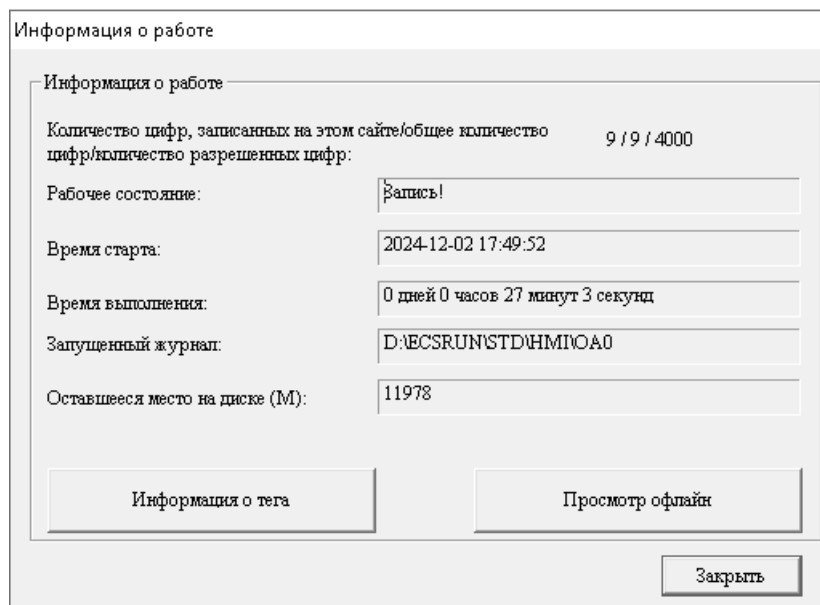 Информация о работе
Информация о работе
Количество цифр, записанных на этом сайте/общее количество
цифр/количество разрешенных цифр:
9 / 9 / 4000
Рабочее состояние:
Запись!
Время старта:
2024-12-02 17:49:52
Время выполнения:
0 дней 0 часов 27 минут 3 секунд
Запущенный журнал:
D:\ECSRUN\STD\HMI\OA0
Оставшееся место на диске (M):
11978
Информация о тега
Просмотр офлайн
Закрыть